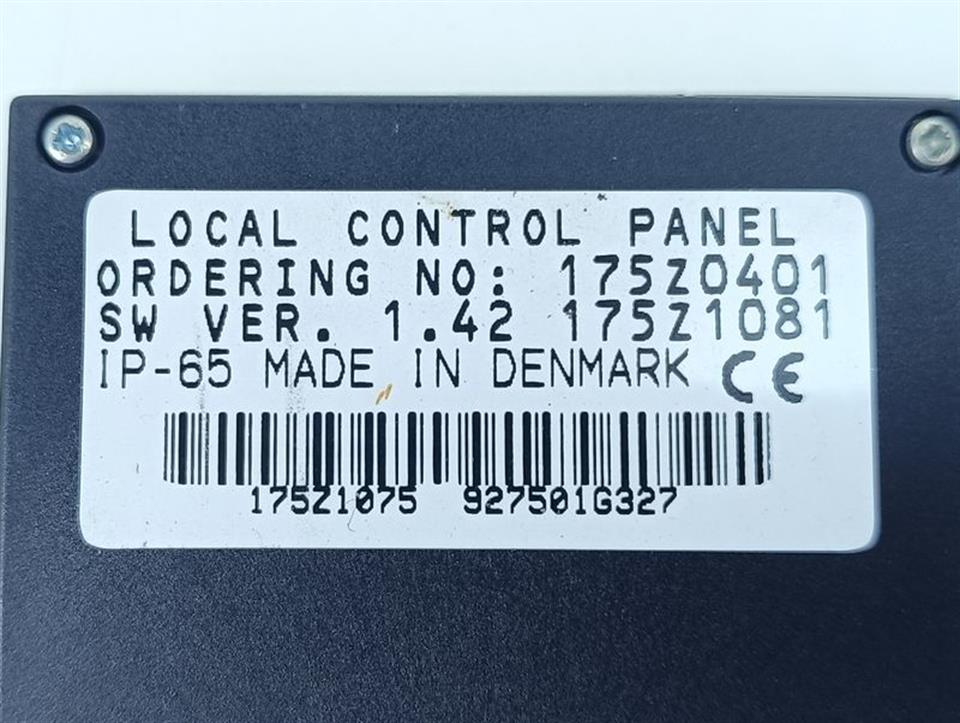 LOCAL CONTROL PANEL
ORDERING NO: 175Z0401
SW VER. 1.42 175Z1081
IP-65 MADE IN DENMARK CE
175Z1075 927501G327